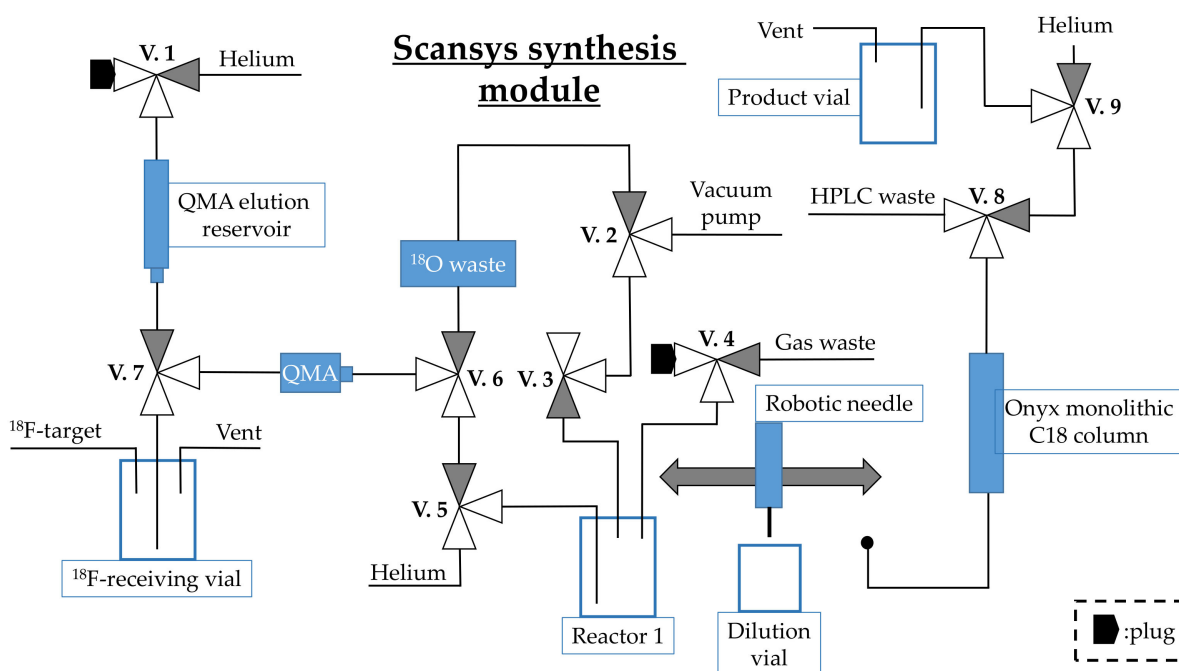 Scansys synthesis
module
V. 1
Helium
QMA elution
reservoir
V. 7
QMA
¹⁸F-target
Vent
¹⁸F-receiving vial
¹⁸O waste
V. 6
V. 5
Helium
V. 2
Vacuum
pump
V. 3
V. 4
Gas waste
Reactor 1
Robotic needle
Dilution
vial
Vent
Product vial
Helium
V. 9
HPLC waste
V. 8
Onyx monolithic
C18 column
:plug